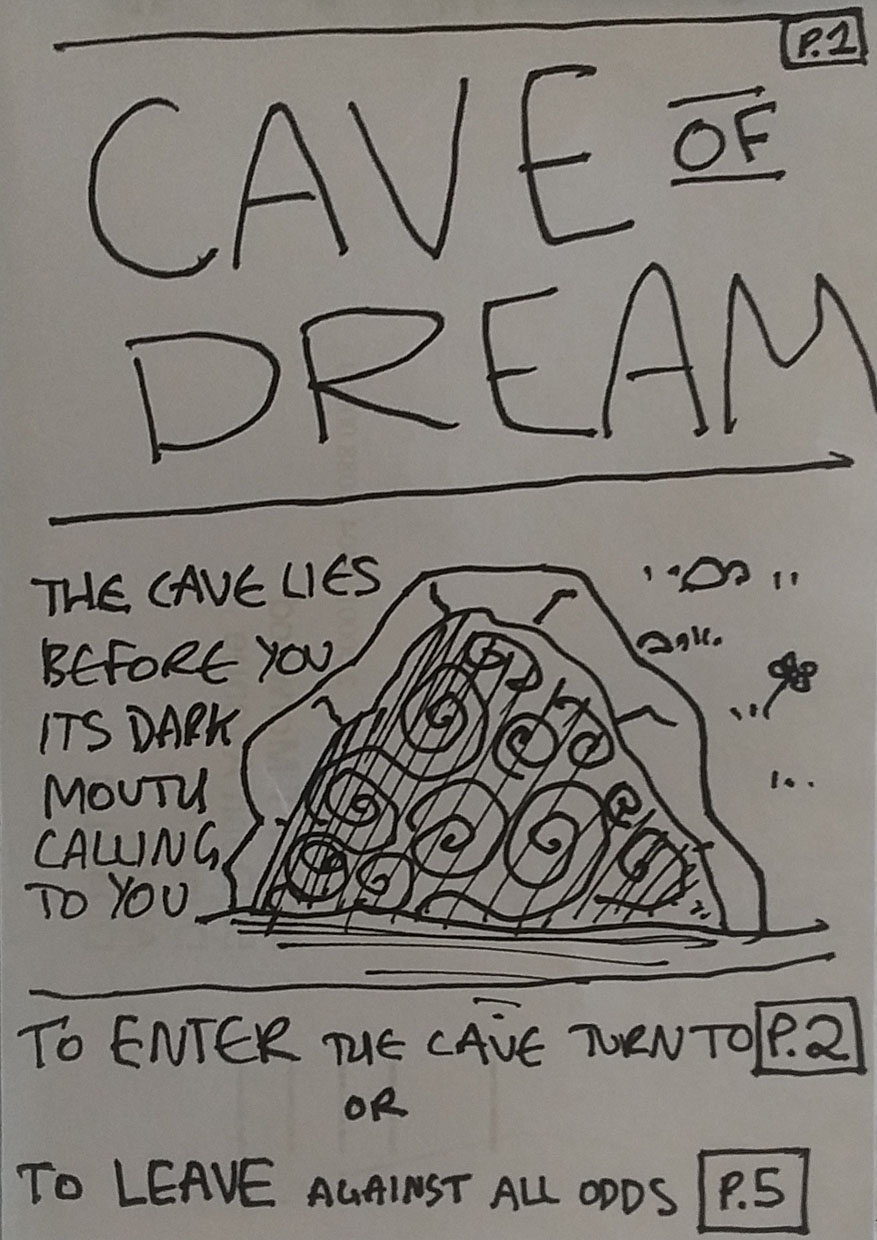 P.1
CAVE OF
DREAM
THE CAVE LIES
BEFORE YOU
ITS DARK
MOUTH
CALLING
TO YOU
TO ENTER THE CAVE TURN TO P.2
OR
TO LEAVE AGAINST ALL ODDS P.5